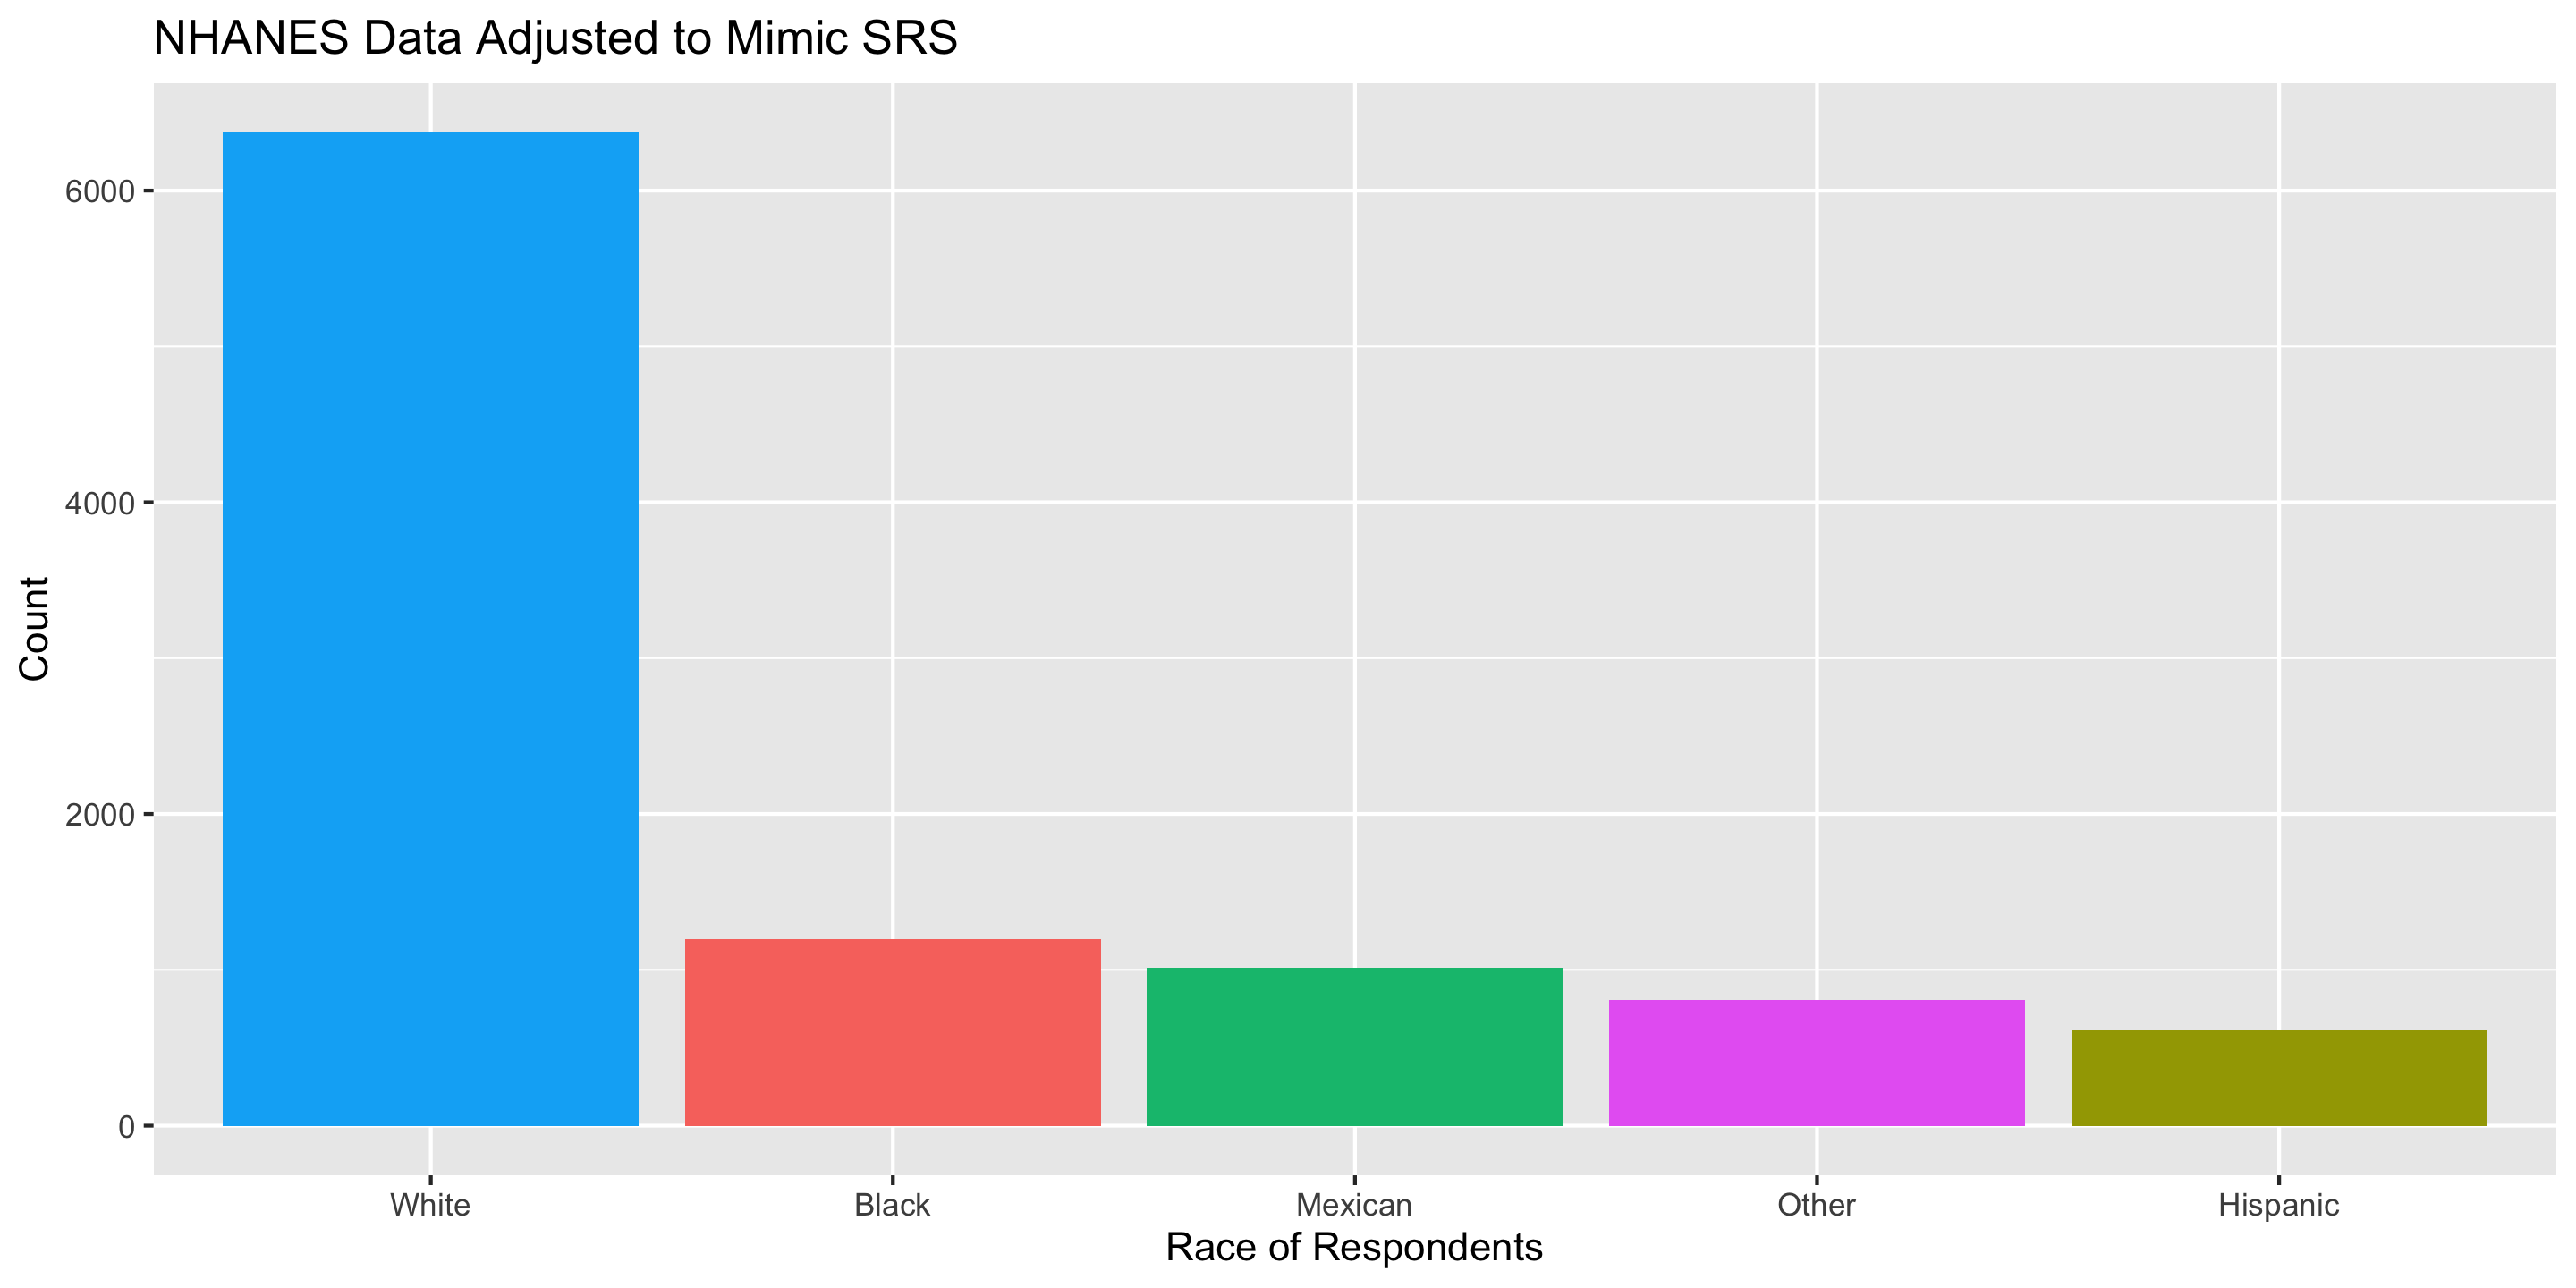 NHANES Data Adjusted to Mimic SRS
Count
6000
4000
2000
0
White Black Mexican Other Hispanic
Race of Respondents